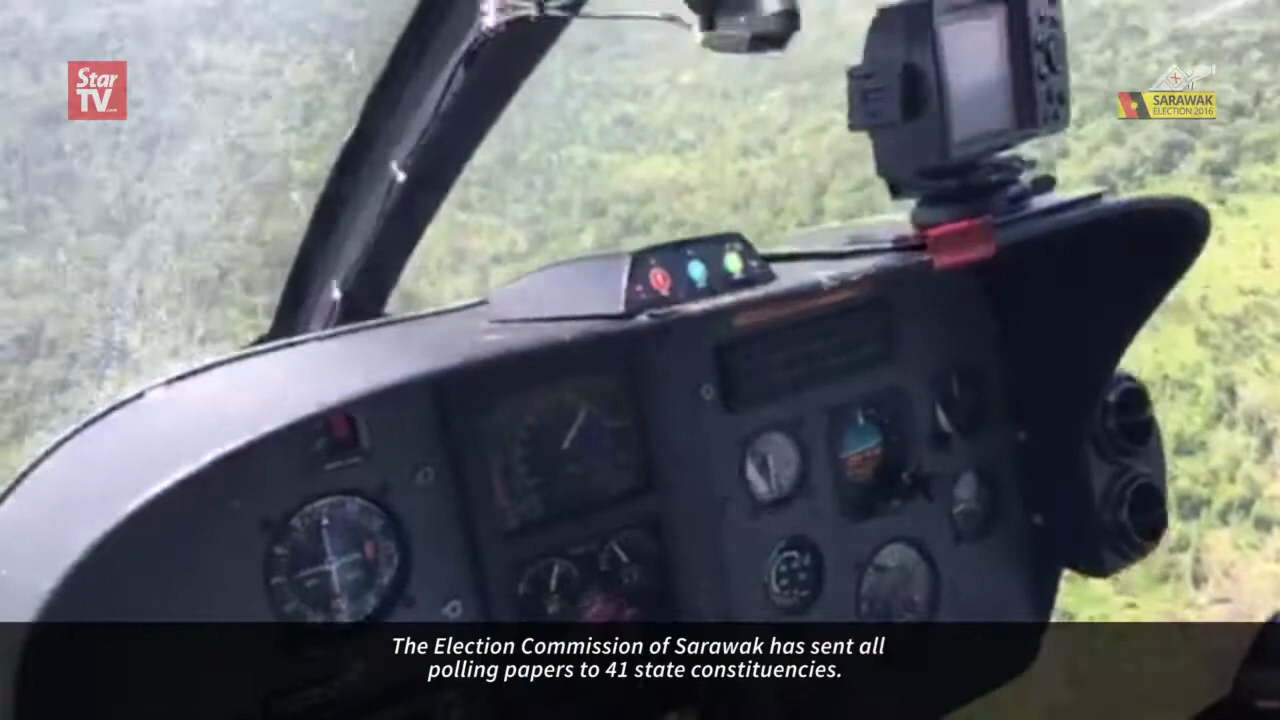 Star
TV.com
SARAWAK
ELECTION 2016
The Election Commission of Sarawak has sent all
polling papers to 41 state constituencies.